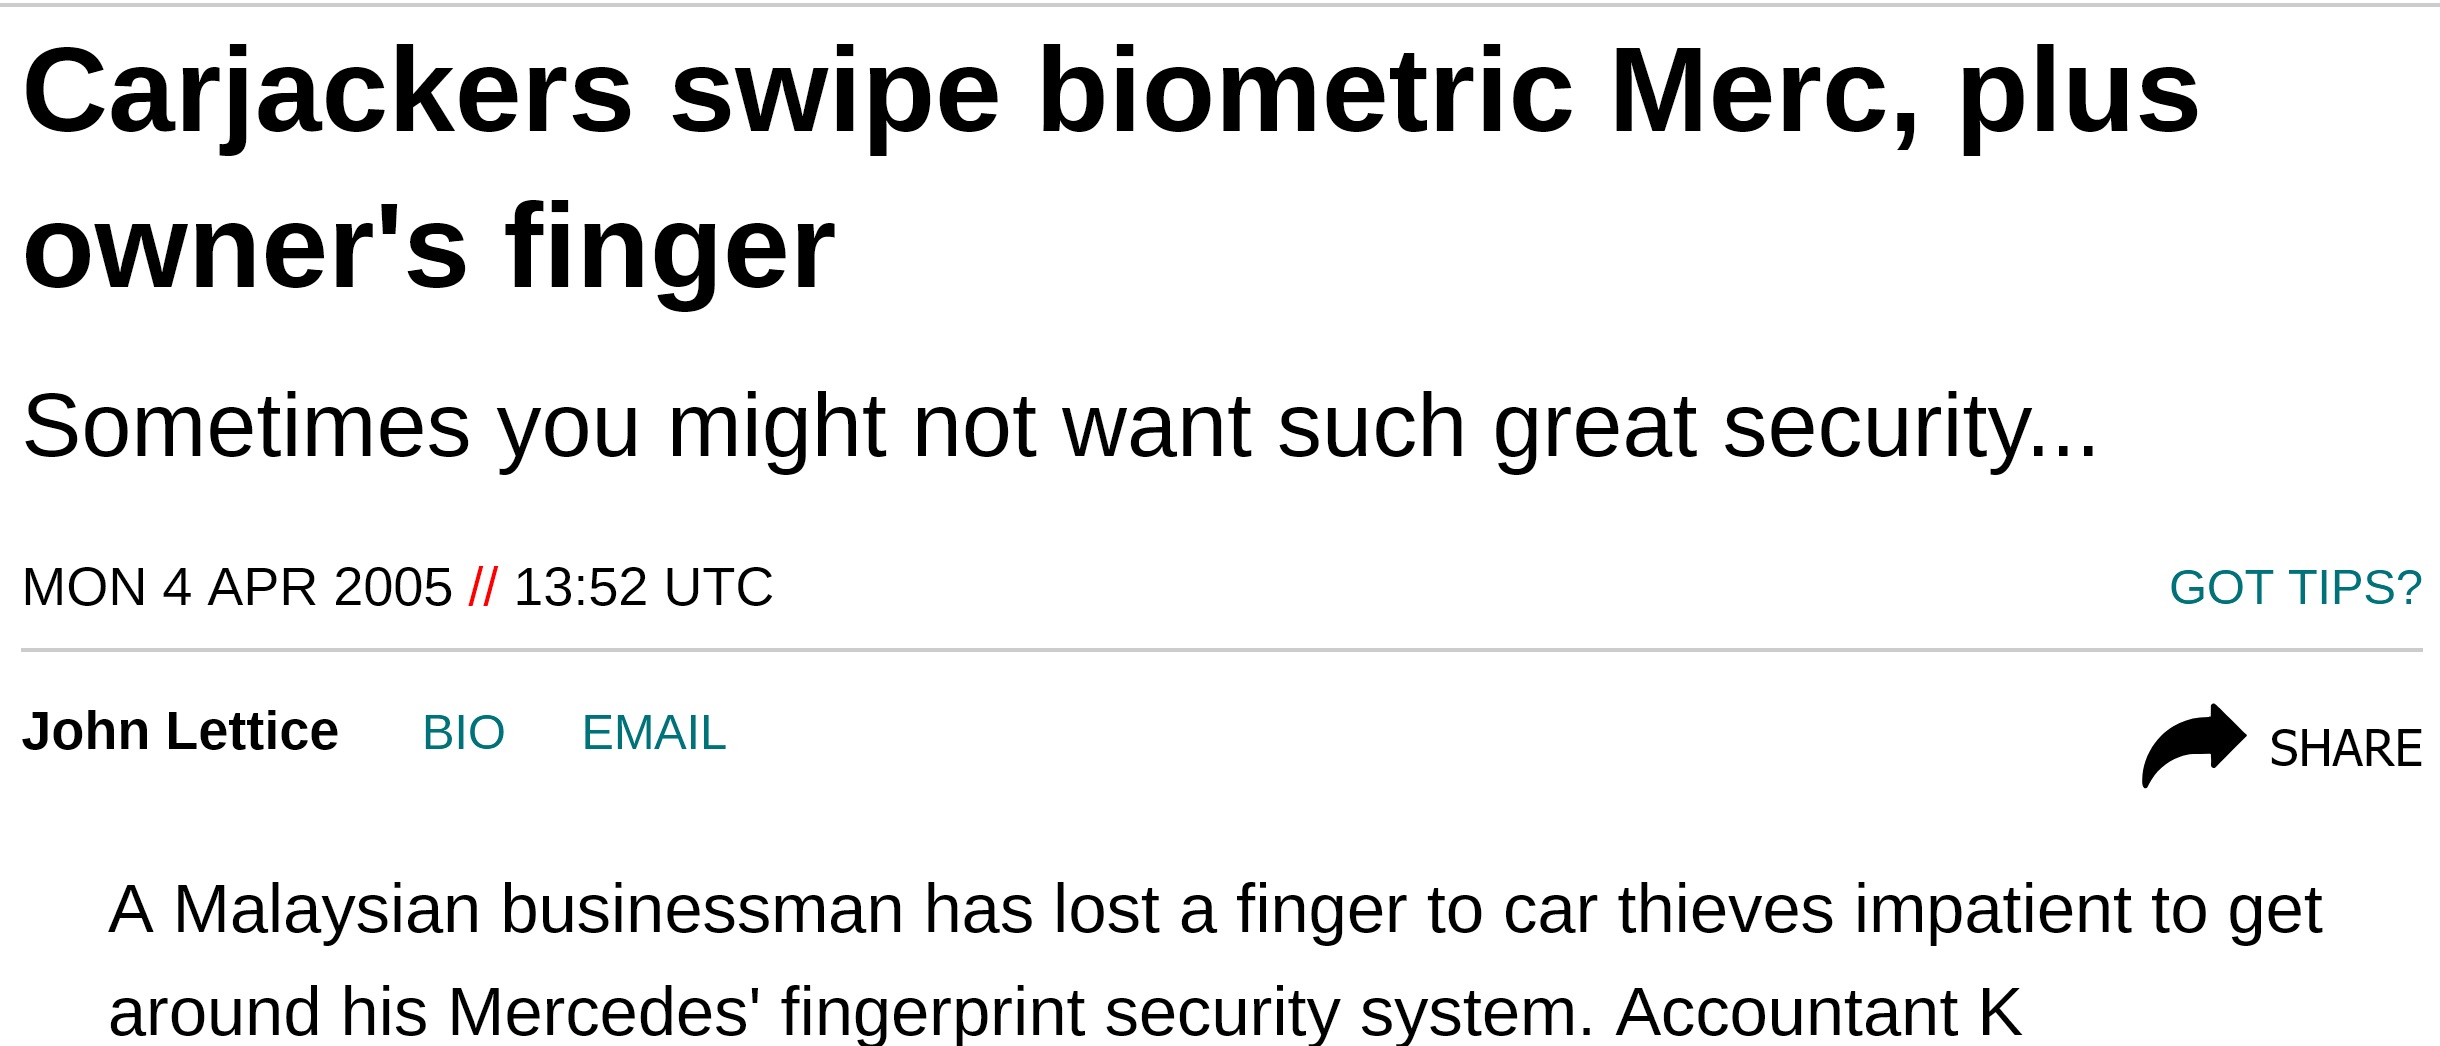 Carjackers swipe biometric Merc, plus
owner's finger
Sometimes you might not want such great security...
MON 4 APR 2005 // 13:52 UTC
GOT TIPS?
John Lettice
BIO
EMAIL
SHARE
A Malaysian businessman has lost a finger to car thieves impatient to get
around his Mercedes' fingerprint security system. Accountant K